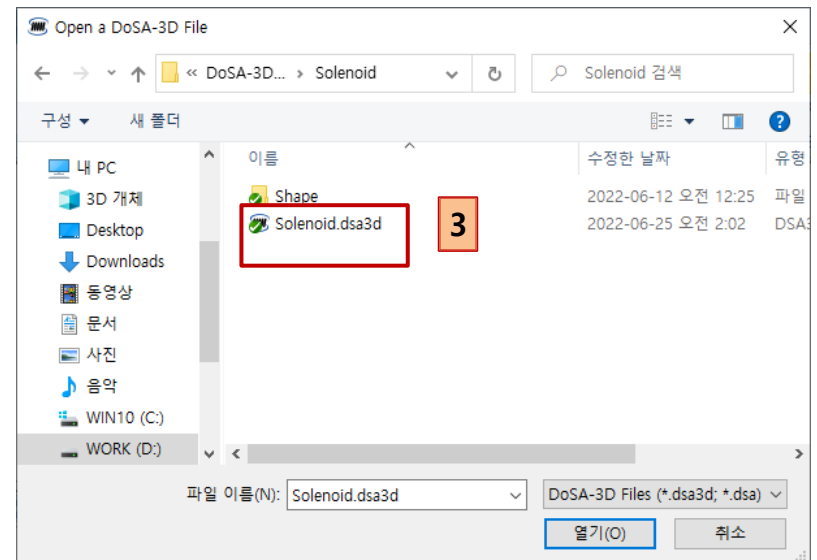 Open a DoSA-3D File
« DoSA-3D... › Solenoid
Solenoid 검색
구성 새 폴더
이름 수정한 날짜 유형
내 PC
3D 개체
Desktop
Downloads
동영상
문서
사진
음악
WIN10 (C:)
WORK (D:)
Shape 2022-06-12 오전 12:25 파일
Solenoid.dsa3d 2022-06-25 오전 2:02 DSA3
3
파일 이름(N): Solenoid.dsa3d DoSA-3D Files (*.dsa3d; *.dsa)
열기(O) 취소